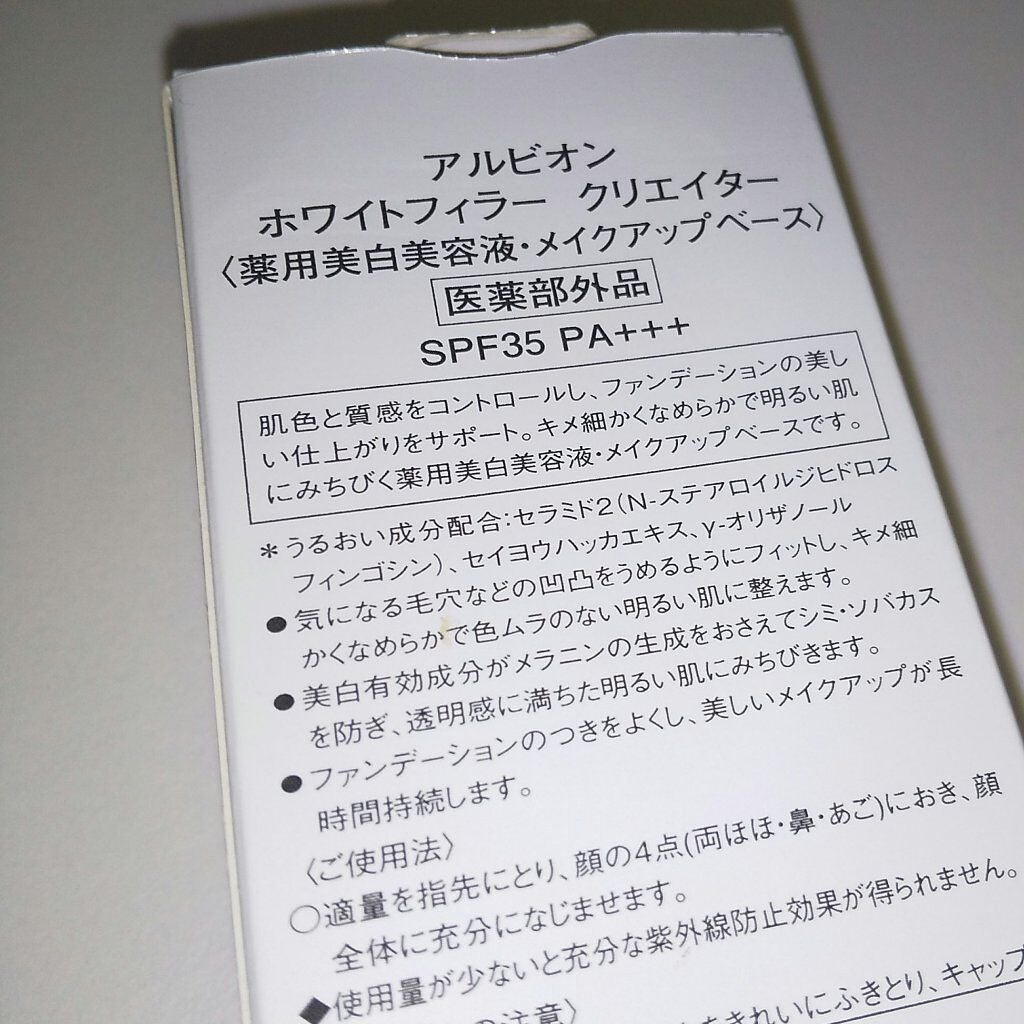 アルビオン
ホワイトフィラー クリエイター
〈薬用美白美容液・メイクアップベース〉
医薬部外品
SPF35 PA+++
肌色と質感をコントロールし、ファンデーションの美し
い仕上がりをサポート。キメ細かくなめらかで明るい肌
にみちびく薬用美白美容液・メイクアップベースです。
＊うるおい成分配合：セラミド2（N-ステアロイルジヒドロス
フィンゴシン）、セイヨウハッカエキス、γ-オリザノール
●気になる毛穴などの凹凸をうめるようにフィットし、キメ細
かくなめらかで色ムラのない明るい肌に整えます。
●美白有効成分がメラニンの生成をおさえてシミ・ソバカス
を防ぎ、透明感に満ちた明るい肌にみちびきます。
●ファンデーションのつきをよくし、美しいメイクアップが長
時間持続します。
〈ご使用法〉
○適量を指先にとり、顔の4点(両ほほ・鼻・あご)におき、顔
全体に充分になじませます。
◆使用量が少ないと充分な紫外線防止効果が得られません。
の注意〉
きれいにふきとり、キャップ